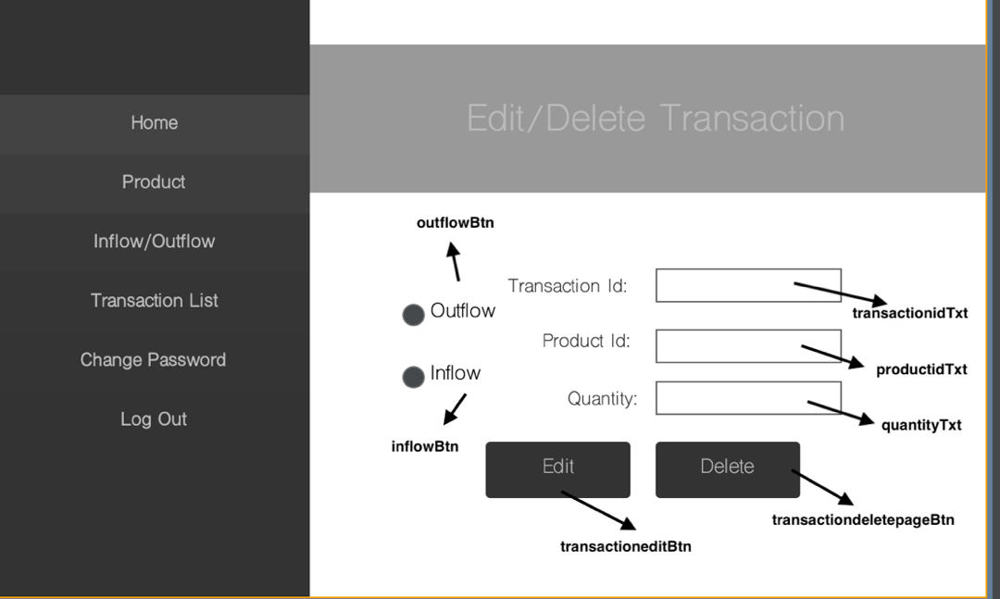 Home
Product
Inflow/Outflow
Transaction List
Change Password
Log Out
Edit/Delete Transaction
outflowBtn
Outflow
Inflow
inflowBtn
Transaction Id:
transactionidTxt
Product Id:
productidTxt
Quantity:
quantityTxt
Edit
Delete
transactiondeletepageBtn
transactioneditBtn